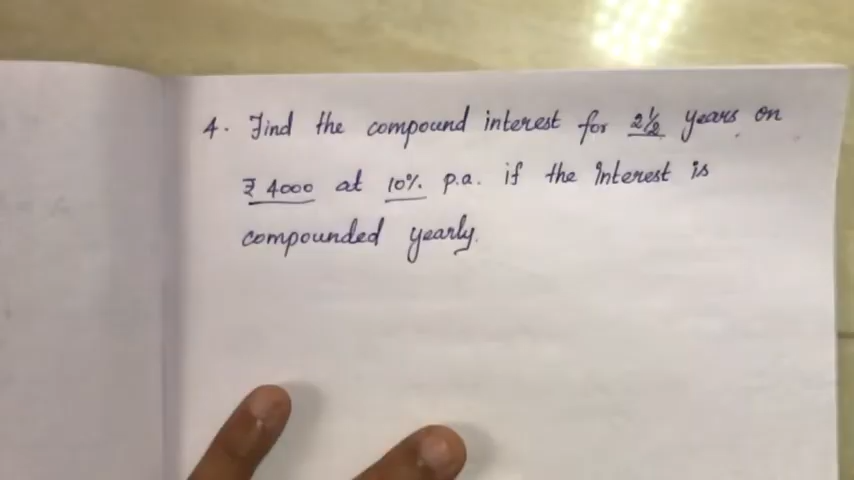 4. Find the compound interest for 2½ years on
₹ 4000 at 10% p.a. if the interest is
compounded yearly.